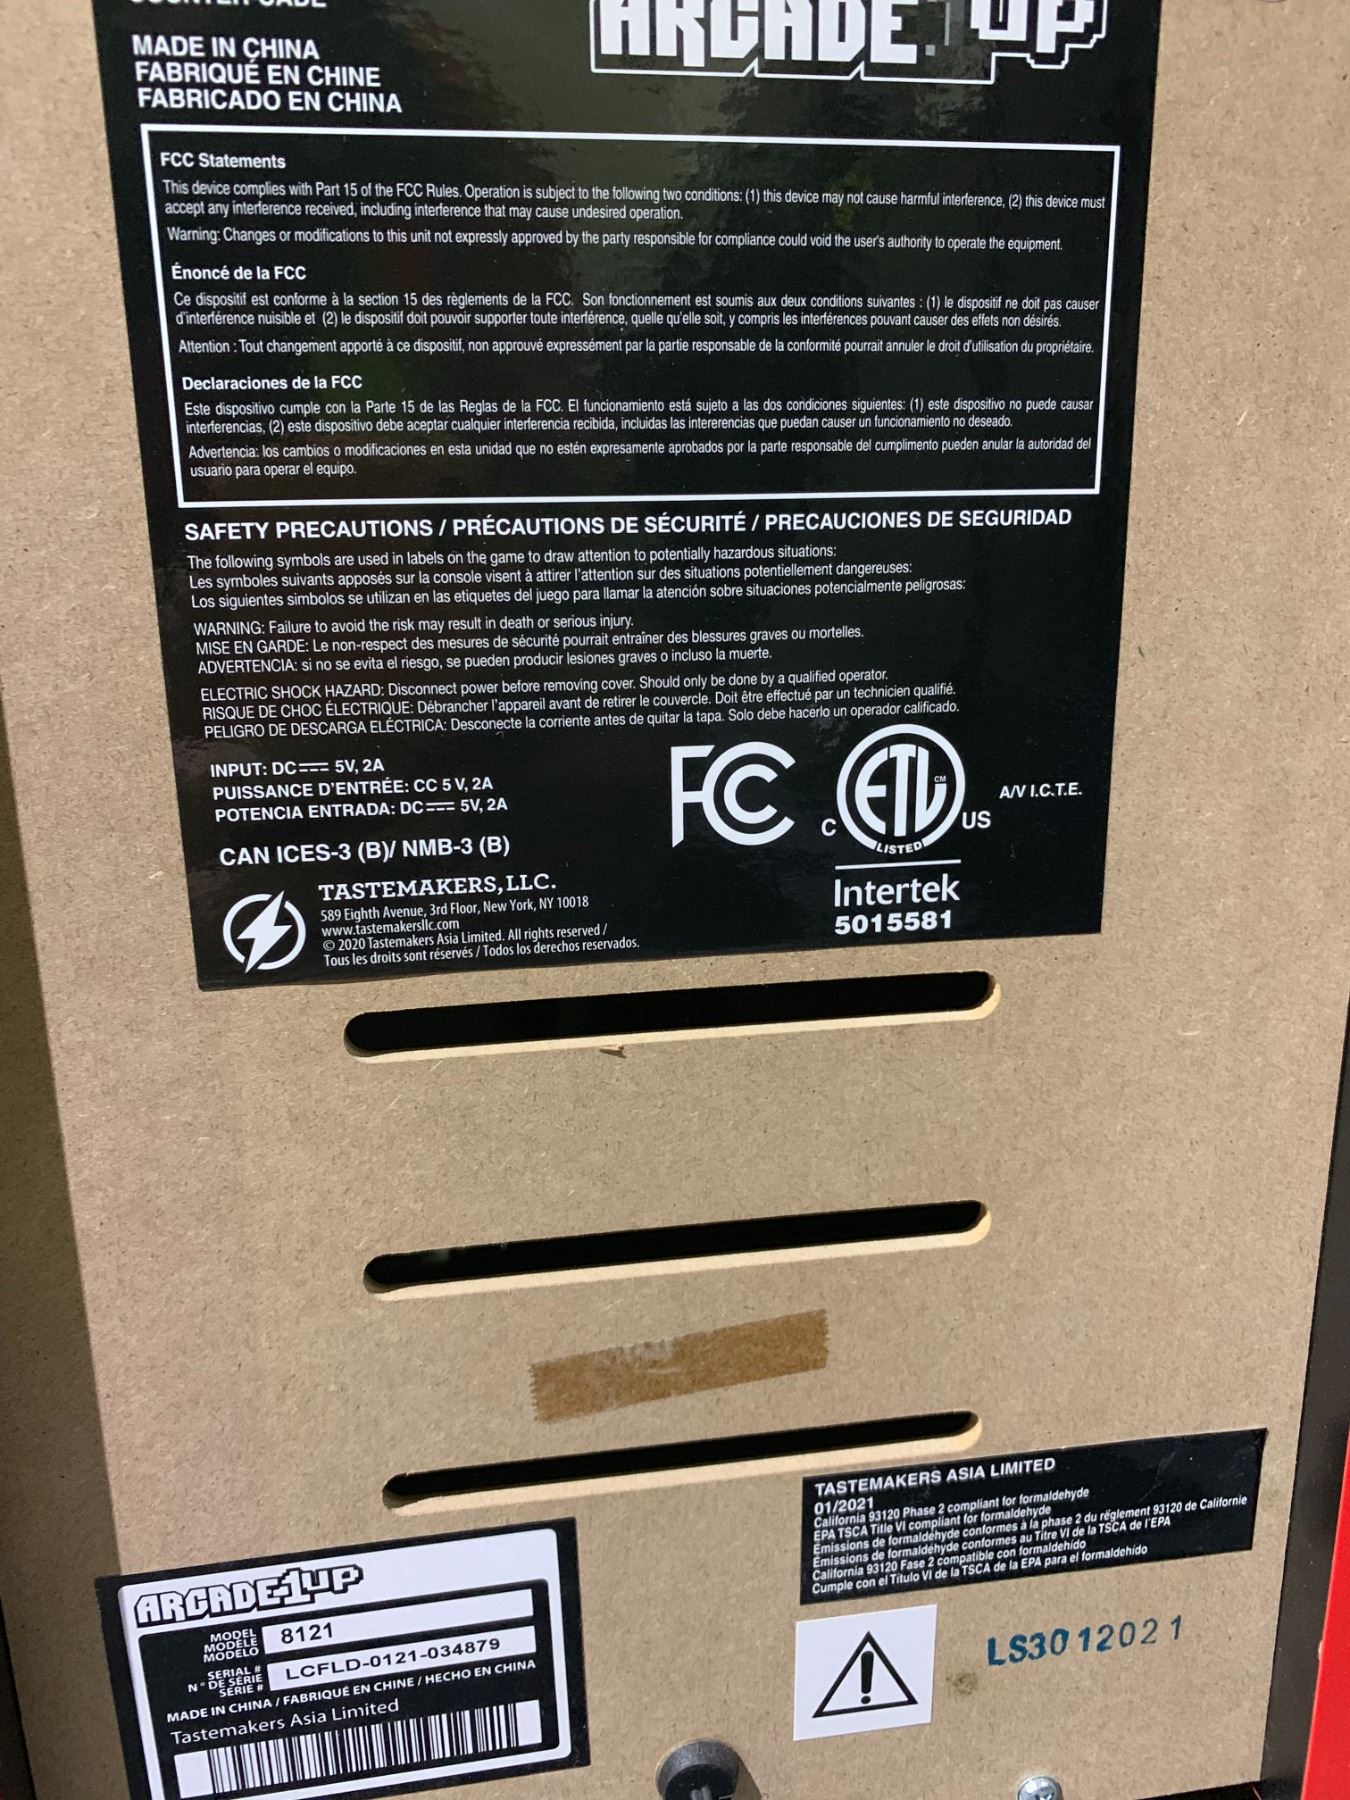 COUNTER-CADE
ARCADE1UP
MADE IN CHINA
FABRIQUÉ EN CHINE
FABRICADO EN CHINA
FCC Statements
This device complies with Part 15 of the FCC Rules. Operation is subject to the following two conditions: (1) this device may not cause harmful interference, (2) this device must
accept any interference received, including interference that may cause undesired operation.
Warning: Changes or modifications to this unit not expressly approved by the party responsible for compliance could void the user's authority to operate the equipment.
Énoncé de la FCC
Ce dispositif est conforme à la section 15 des règlements de la FCC. Son fonctionnement est soumis aux deux conditions suivantes : (1) le dispositif ne doit pas causer
d'interférence nuisible et (2) le dispositif doit pouvoir supporter toute interférence, quelle qu'elle soit, y compris les interférences pouvant causer des effets non désirés.
Attention : Tout changement apporté à ce dispositif, non approuvé expressément par la partie responsable de la conformité pourrait annuler le droit d'utilisation du propriétaire.
Declaraciones de la FCC
Este dispositivo cumple con la Parte 15 de las Reglas de la FCC. El funcionamiento está sujeto a las dos condiciones siguientes: (1) este dispositivo no puede causar
interferencias, (2) este dispositivo debe aceptar cualquier interferencia recibida, incluidas las intererencias que puedan causer un funcionamiento no deseado.
Advertencia: los cambios o modificaciones en esta unidad que no estén expresamente aprobados por la parte responsable del cumplimento pueden anular la autoridad del
usuario para operar el equipo.
SAFETY PRECAUTIONS / PRÉCAUTIONS DE SÉCURITÉ / PRECAUCIONES DE SEGURIDAD
The following symbols are used in labels on the game to draw attention to potentially hazardous situations:
Les symboles suivants apposés sur la console visent à attirer l'attention sur des situations potentiellement dangereuses:
Los siguientes simbolos se utilizan en las etiquetes del juego para llamar la atención sobre situaciones potencialmente peligrosas:
WARNING: Failure to avoid the risk may result in death or serious injury.
MISE EN GARDE: Le non-respect des mesures de sécurité pourrait entraîner des blessures graves ou mortelles.
ADVERTENCIA: si no se evita el riesgo, se pueden producir lesiones graves o incluso la muerte.
ELECTRIC SHOCK HAZARD: Disconnect power before removing cover. Should only be done by a qualified operator.
RISQUE DE CHOC ÉLECTRIQUE: Débrancher l'appareil avant de retirer le couvercle. Doit être effectué par un technicien qualifié.
PELIGRO DE DESCARGA ELÉCTRICA: Desconecte la corriente antes de quitar la tapa. Solo debe hacerlo un operador calificado.
INPUT: DC⎓ 5V, 2A
PUISSANCE D'ENTRÉE: CC 5 V, 2A
POTENCIA ENTRADA: DC⎓ 5V, 2A
CAN ICES-3 (B)/ NMB-3 (B)
FC
C ETL CM LISTED US
A/V I.C.T.E.
Intertek
5015581
TASTEMAKERS, LLC.
589 Eighth Avenue, 3rd Floor, New York, NY 10018
www.tastemakersllc.com
© 2020 Tastemakers Asia Limited. All rights reserved /
Tous les droits sont réservés / Todos los derechos reservados.
TASTEMAKERS ASIA LIMITED
01/2021
California 93120 Phase 2 compliant for formaldehyde
EPA TSCA Title VI compliant for formaldehyde
Émissions de formaldéhyde conformes à la phase 2 du règlement 93120 de Californie
Émissions de formaldéhyde conformes au Titre VI de la TSCA de l'EPA
California 93120 Fase 2 compatible con formaldehído
Cumple con el Título VI de la TSCA de la EPA para el formaldehído
ARCADE1UP
MODEL
MODÈLE
MODELO
8121
SERIAL #
N° DE SÉRIE
SERIE #
LCFLD-0121-034879
MADE IN CHINA / FABRIQUÉ EN CHINE / HECHO EN CHINA
Tastemakers Asia Limited
LS30 12021